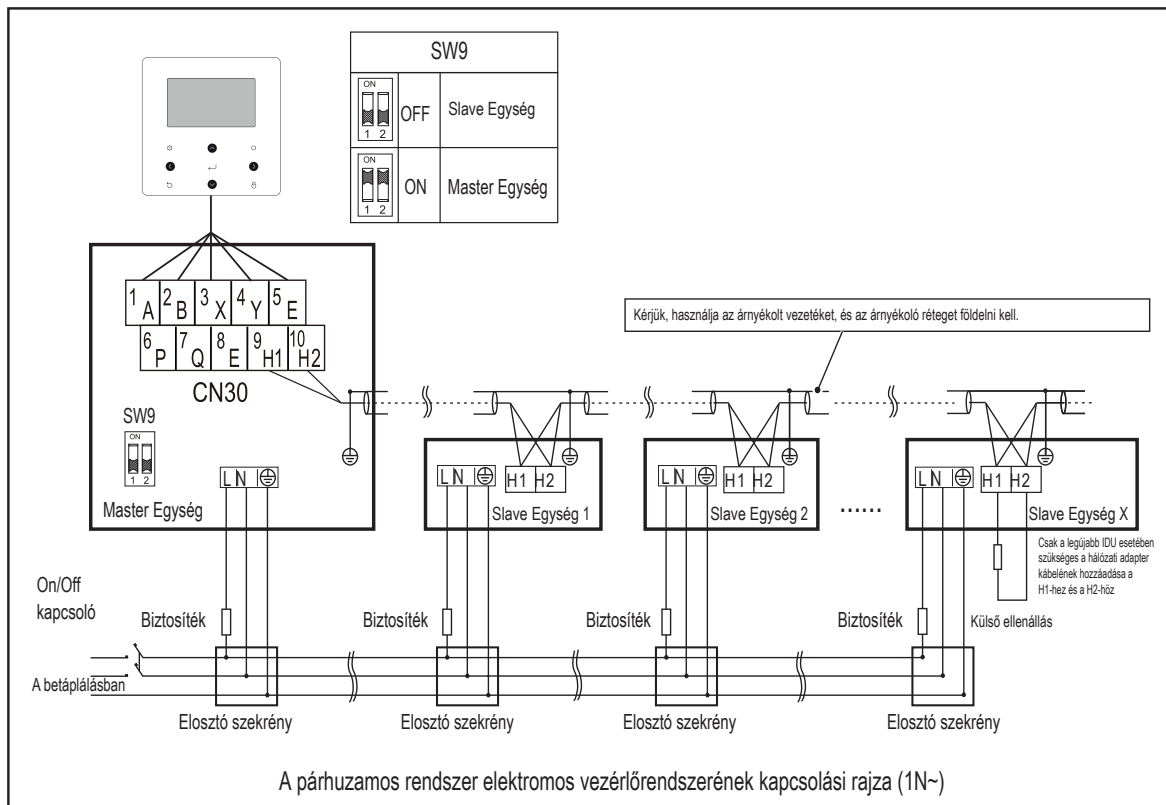 SW9
ON
1 2
OFF
Slave Egység
ON
1 2
ON
Master Egység
1 A 2 B 3 X 4 Y 5 E
6 P 7 Q 8 E 9 H1 10 H2
CN30
SW9
ON
1 2
L N
Master Egység
Kérjük, használja az árnyékolt vezetéket, és az árnyékoló réteget földelni kell.
L N
H1 H2
Slave Egység 1
L N
H1 H2
Slave Egység 2
......
L N
H1 H2
Slave Egység X
Csak a legújabb IDU esetében
szükséges a hálózati adapter
kábelének hozzáadása a
H1-hez és a H2-höz
Külső ellenállás
On/Off
kapcsoló
Biztosíték
Biztosíték
Biztosíték
Biztosíték
A betáplálásban
Elosztó szekrény
Elosztó szekrény
Elosztó szekrény
Elosztó szekrény
A párhuzamos rendszer elektromos vezérlőrendszerének kapcsolási rajza (1N~)